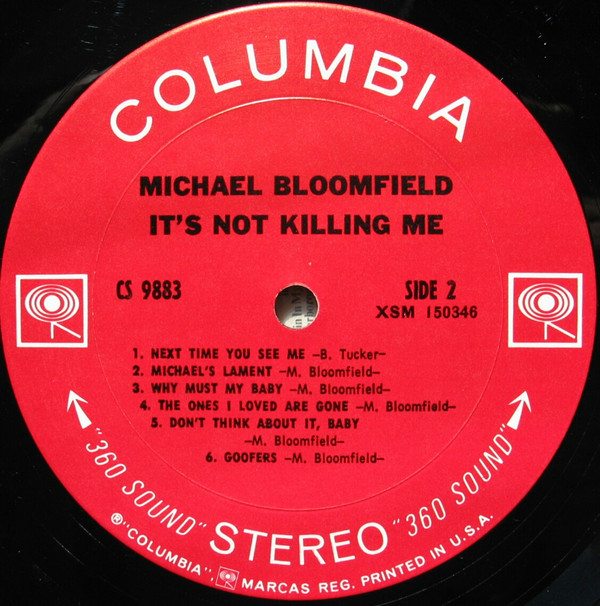 COLUMBIA
MICHAEL BLOOMFIELD
IT'S NOT KILLING ME
CS 9883
SIDE 2
XSM 150346
1. NEXT TIME YOU SEE ME –B. Tucker–
2. MICHAEL'S LAMENT –M. Bloomfield–
3. WHY MUST MY BABY –M. Bloomfield–
4. THE ONES I LOVED ARE GONE –M. Bloomfield–
5. DON'T THINK ABOUT IT, BABY
–M. Bloomfield–
6. GOOFERS –M. Bloomfield–
"360 SOUND" STEREO "360 SOUND"
®"COLUMBIA", MARCAS REG. PRINTED IN U.S.A.